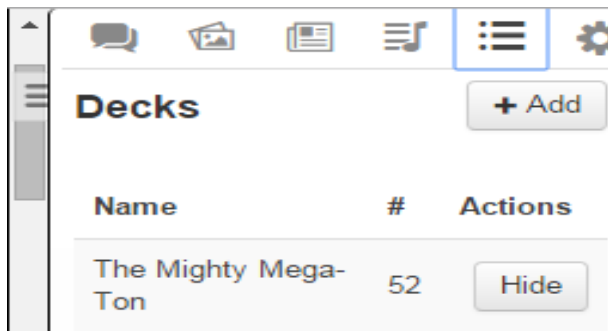 Decks
+ Add
Name # Actions
The Mighty Mega-
Ton 52 Hide